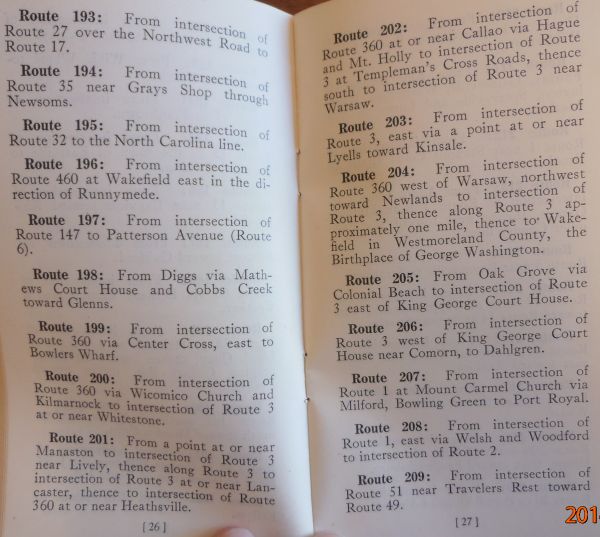 Route 193: From intersection of
Route 27 over the Northwest Road to
Route 17.
Route 194: From intersection of
Route 35 near Grays Shop through
Newsoms.
Route 195: From intersection of
Route 32 to the North Carolina line.
Route 196: From intersection of
Route 460 at Wakefield east in the di-
rection of Runnymede.
Route 197: From intersection of
Route 147 to Patterson Avenue (Route
6).
Route 198: From Diggs via Math-
ews Court House and Cobbs Creek
toward Glenns.
Route 199: From intersection of
Route 360 via Center Cross, east to
Bowlers Wharf.
Route 200: From intersection of
Route 360 via Wicomico Church and
Kilmarnock to intersection of Route 3
at or near Whitestone.
Route 201: From a point at or near
Manaston to intersection of Route 3
near Lively, thence along Route 3 to
intersection of Route 3 at or near Lan-
caster, thence to intersection of Route
360 at or near Heathsville.
[ 26 ]
Route 202: From intersection of
Route 360 at or near Callao via Hague
and Mt. Holly to intersection of Route
3 at Templeman's Cross Roads, thence
south to intersection of Route 3 near
Warsaw.
Route 203: From intersection of
Route 3, east via a point at or near
Lyells toward Kinsale.
Route 204: From intersection of
Route 360 west of Warsaw, northwest
toward Newlands to intersection of
Route 3, thence along Route 3 ap-
proximately one mile, thence to Wake-
field in Westmoreland County, the
Birthplace of George Washington.
Route 205: From Oak Grove via
Colonial Beach to intersection of Route
3 east of King George Court House.
Route 206: From intersection of
Route 3 west of King George Court
House near Comorn, to Dahlgren.
Route 207: From intersection of
Route 1 at Mount Carmel Church via
Milford, Bowling Green to Port Royal.
Route 208: From intersection of
Route 1, east via Welsh and Woodford
to intersection of Route 2.
Route 209: From intersection of
Route 51 near Travelers Rest toward
Route 49.
[ 27 ]